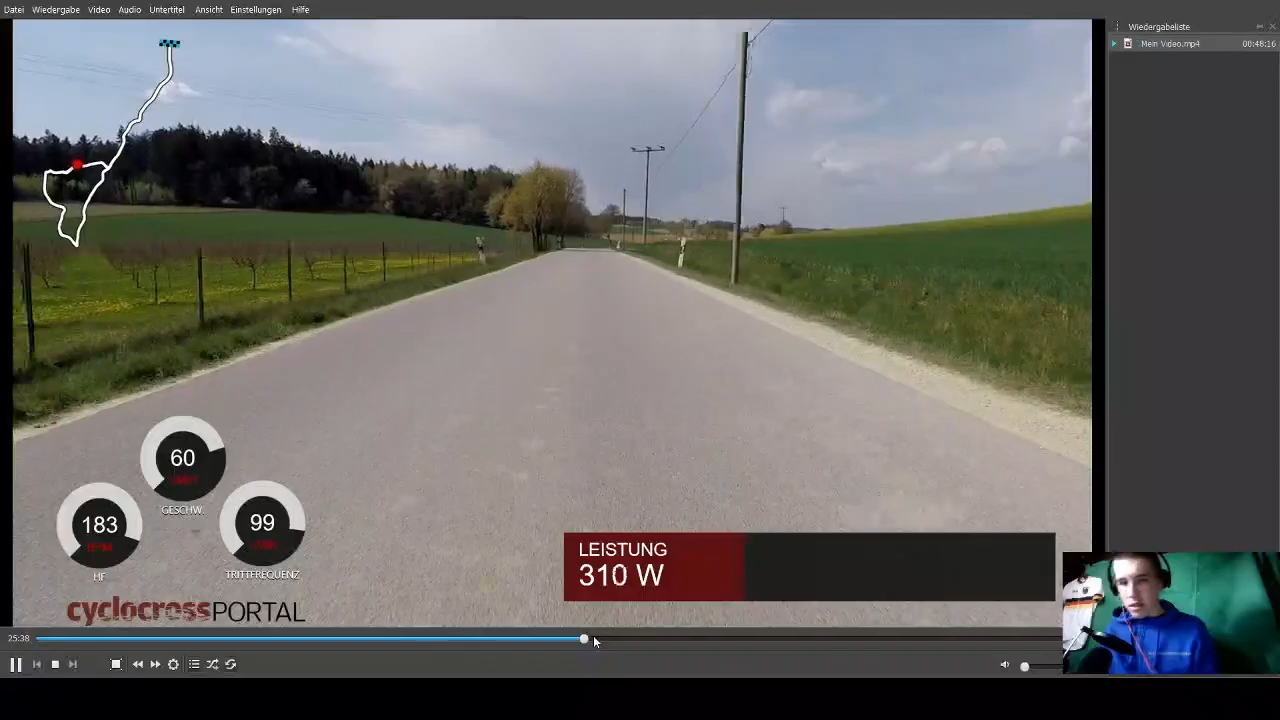 Datei Wiedergabe Video Audio Untertitel Ansicht Einstellungen Hilfe
Wiedergabeliste
Mein Video.mp4 00:48:16
60
GESCHW.
183
HF
99
TRITTFREQUENZ
LEISTUNG
310 W
cyclocrossPORTAL
25:38